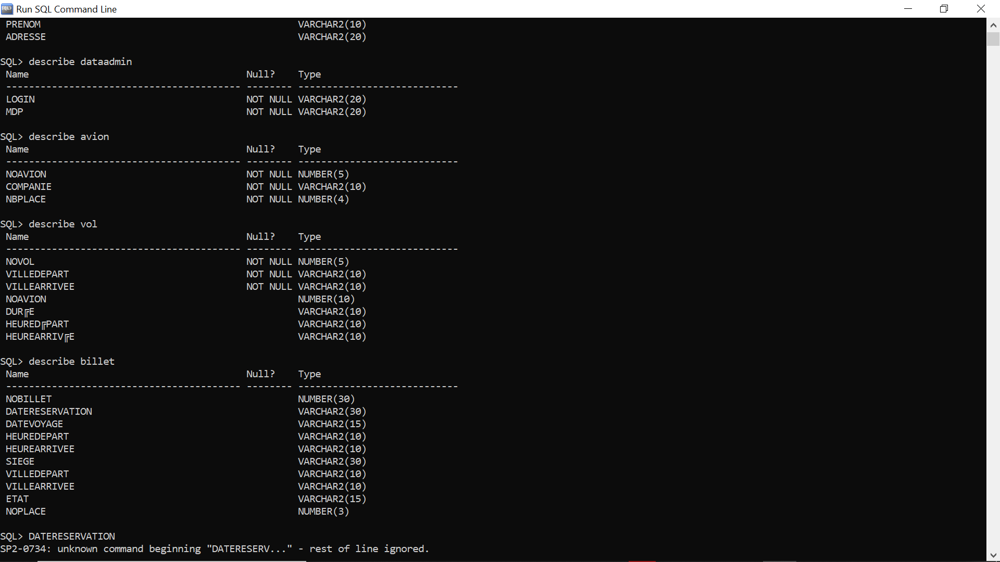 Run SQL Command Line
PRENOM VARCHAR2(10)
ADRESSE VARCHAR2(20)
SQL> describe dataadmin
Name Null? Type
----------------------------------------- -------- ----------------------------
LOGIN NOT NULL VARCHAR2(20)
MDP NOT NULL VARCHAR2(20)
SQL> describe avion
Name Null? Type
----------------------------------------- -------- ----------------------------
NOAVION NOT NULL NUMBER(5)
COMPANIE NOT NULL VARCHAR2(10)
NBPLACE NOT NULL NUMBER(4)
SQL> describe vol
Name Null? Type
----------------------------------------- -------- ----------------------------
NOVOL NOT NULL NUMBER(5)
VILLEDEPART NOT NULL VARCHAR2(10)
VILLEARRIVEE NOT NULL VARCHAR2(10)
NOAVION NUMBER(10)
DUR╔E VARCHAR2(10)
HEURED╔PART VARCHAR2(10)
HEUREARRIV╔E VARCHAR2(10)
SQL> describe billet
Name Null? Type
----------------------------------------- -------- ----------------------------
NOBILLET NUMBER(30)
DATERESERVATION VARCHAR2(30)
DATEVOYAGE VARCHAR2(15)
HEUREDEPART VARCHAR2(10)
HEUREARRIVEE VARCHAR2(10)
SIEGE VARCHAR2(30)
VILLEDEPART VARCHAR2(10)
VILLEARRIVEE VARCHAR2(10)
ETAT VARCHAR2(15)
NOPLACE NUMBER(3)
SQL> DATERESERVATION
SP2-0734: unknown command beginning "DATERESERV..." - rest of line ignored.